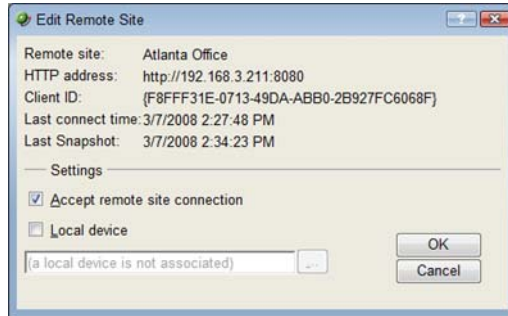 Edit Remote Site
Remote site: Atlanta Office
HTTP address: http://192.168.3.211:8080
Client ID: {F8FFF31E-0713-49DA-ABB0-2B927FC6068F}
Last connect time: 3/7/2008 2:27:48 PM
Last Snapshot: 3/7/2008 2:34:23 PM
Settings
Accept remote site connection
Local device
(a local device is not associated) ...
OK
Cancel